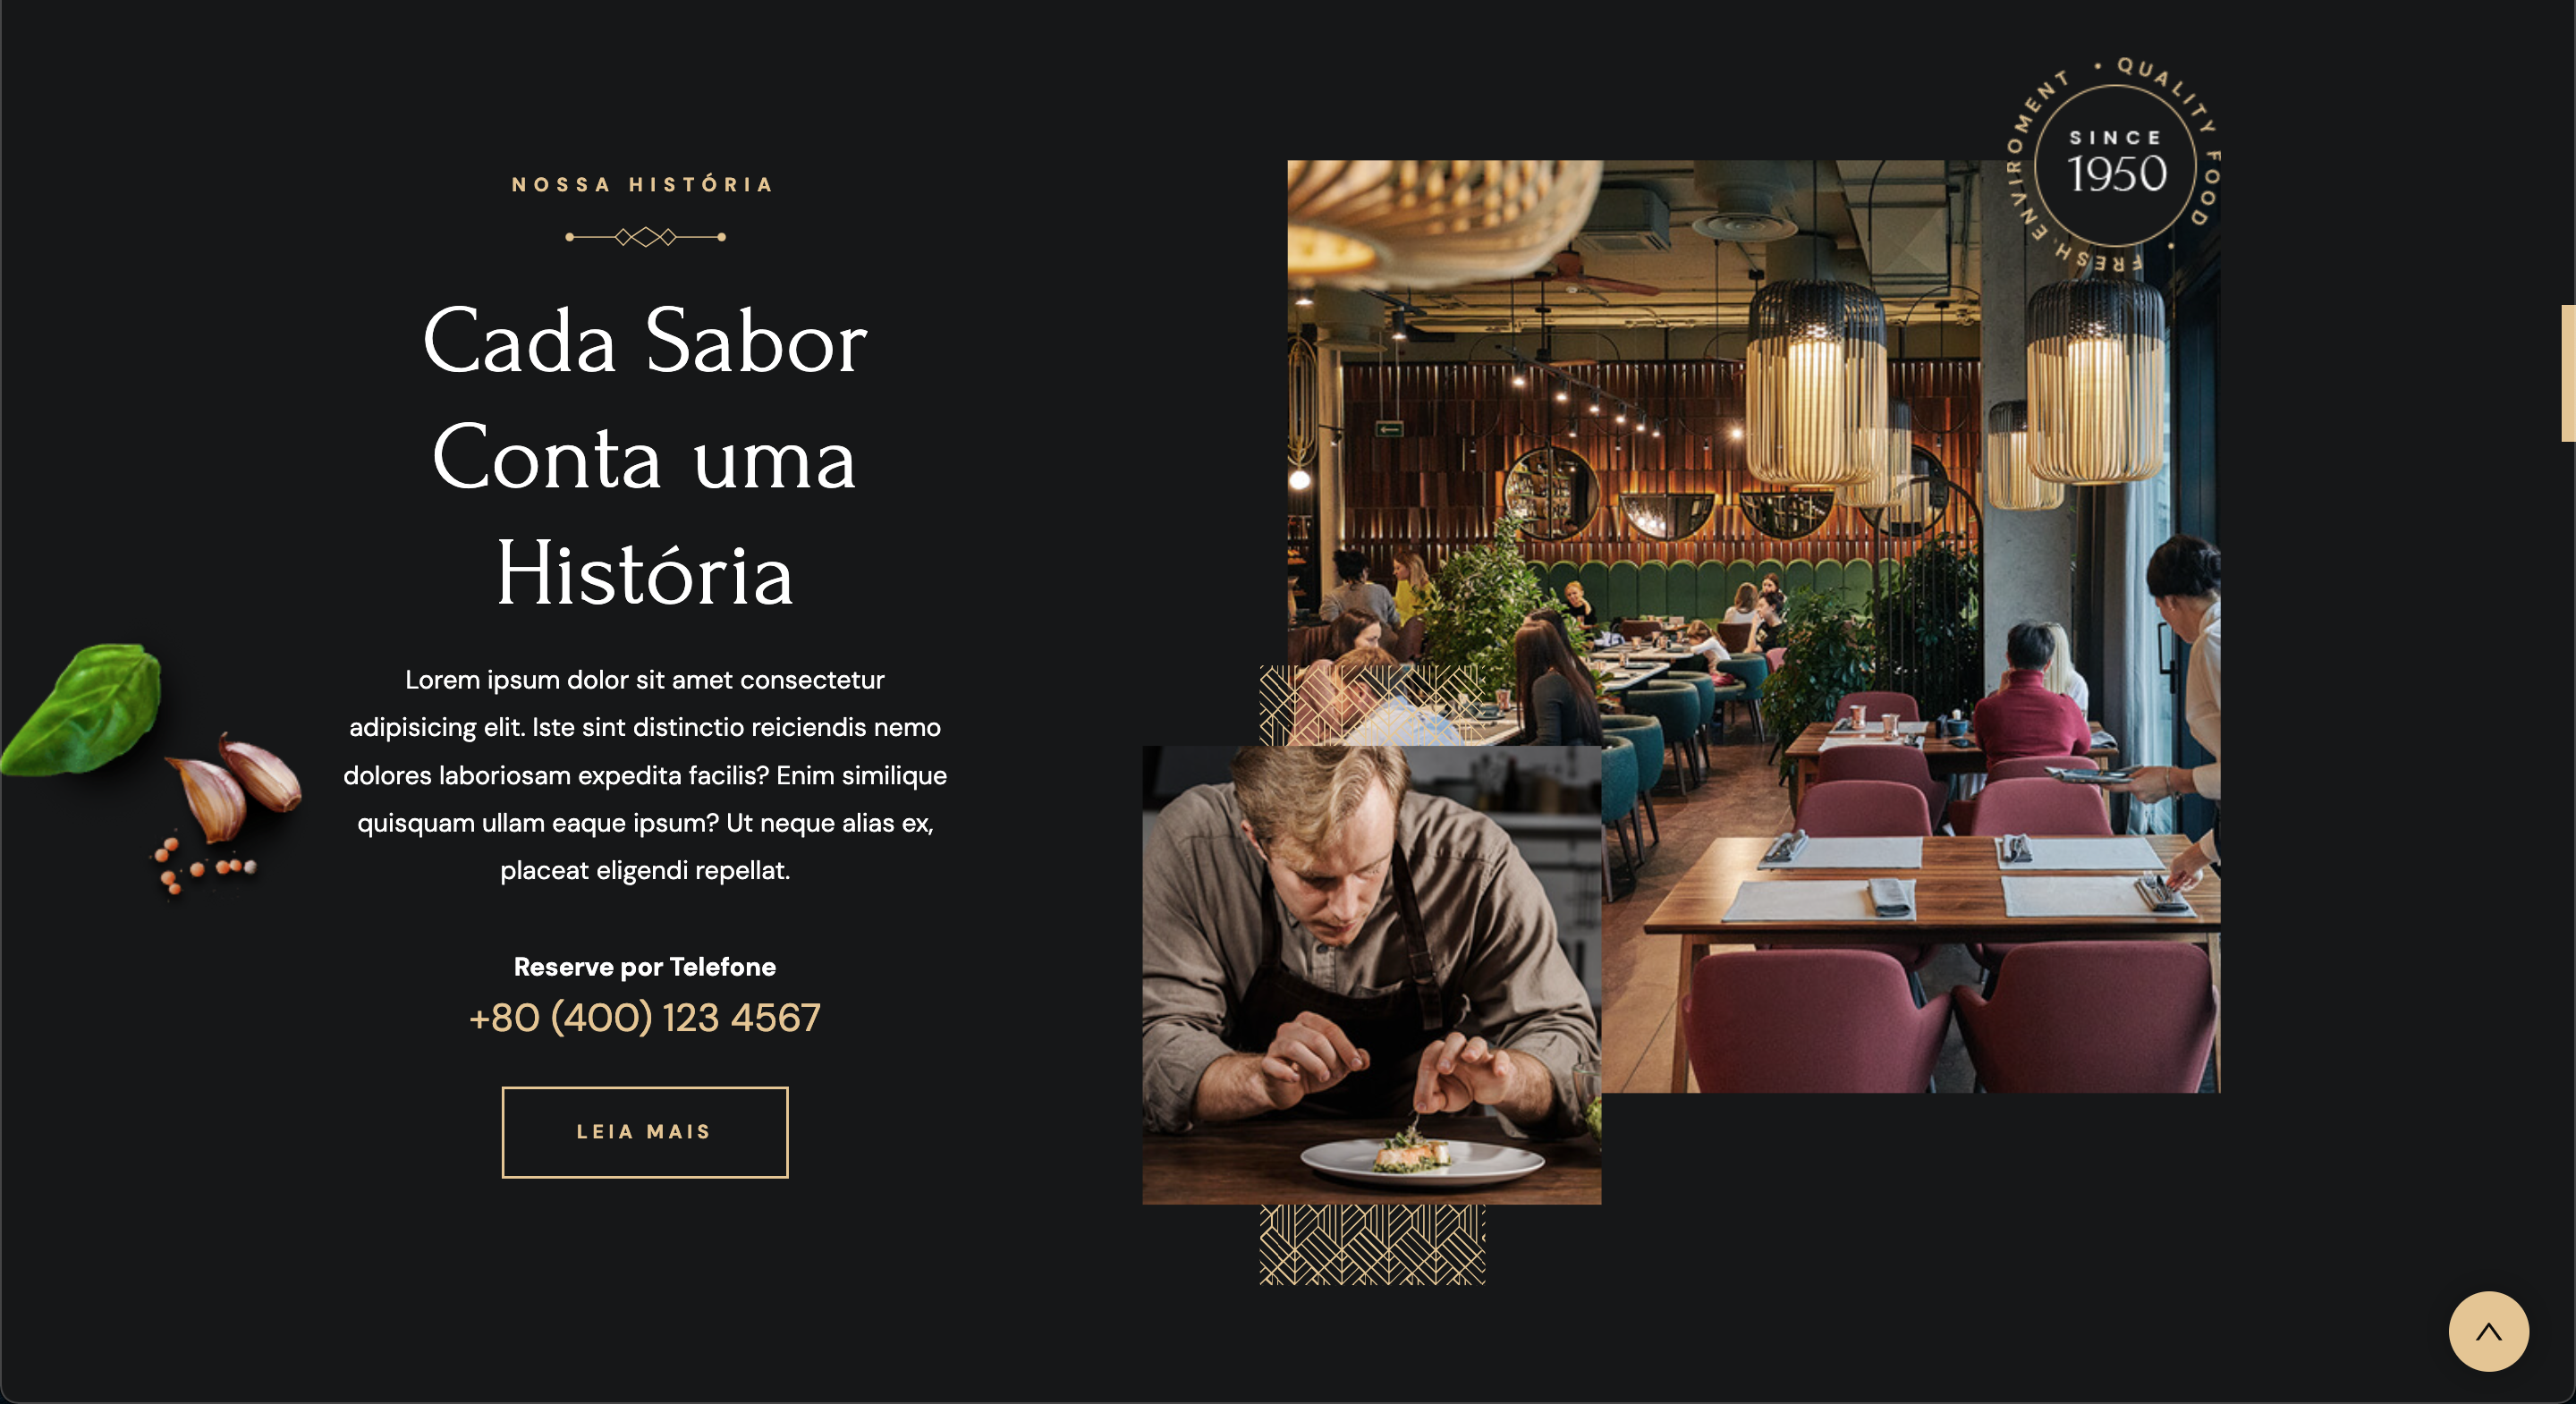 NOSSA HISTÓRIA
Cada Sabor
Conta uma
História
Lorem ipsum dolor sit amet consectetur
adipisicing elit. Iste sint distinctio reiciendis nemo
dolores laboriosam expedita facilis? Enim similique
quisquam ullam eaque ipsum? Ut neque alias ex,
placeat eligendi repellat.
Reserve por Telefone
+80 (400) 123 4567
LEIA MAIS
• QUALITY FOOD • FRESH ENVIROMENT
SINCE
1950